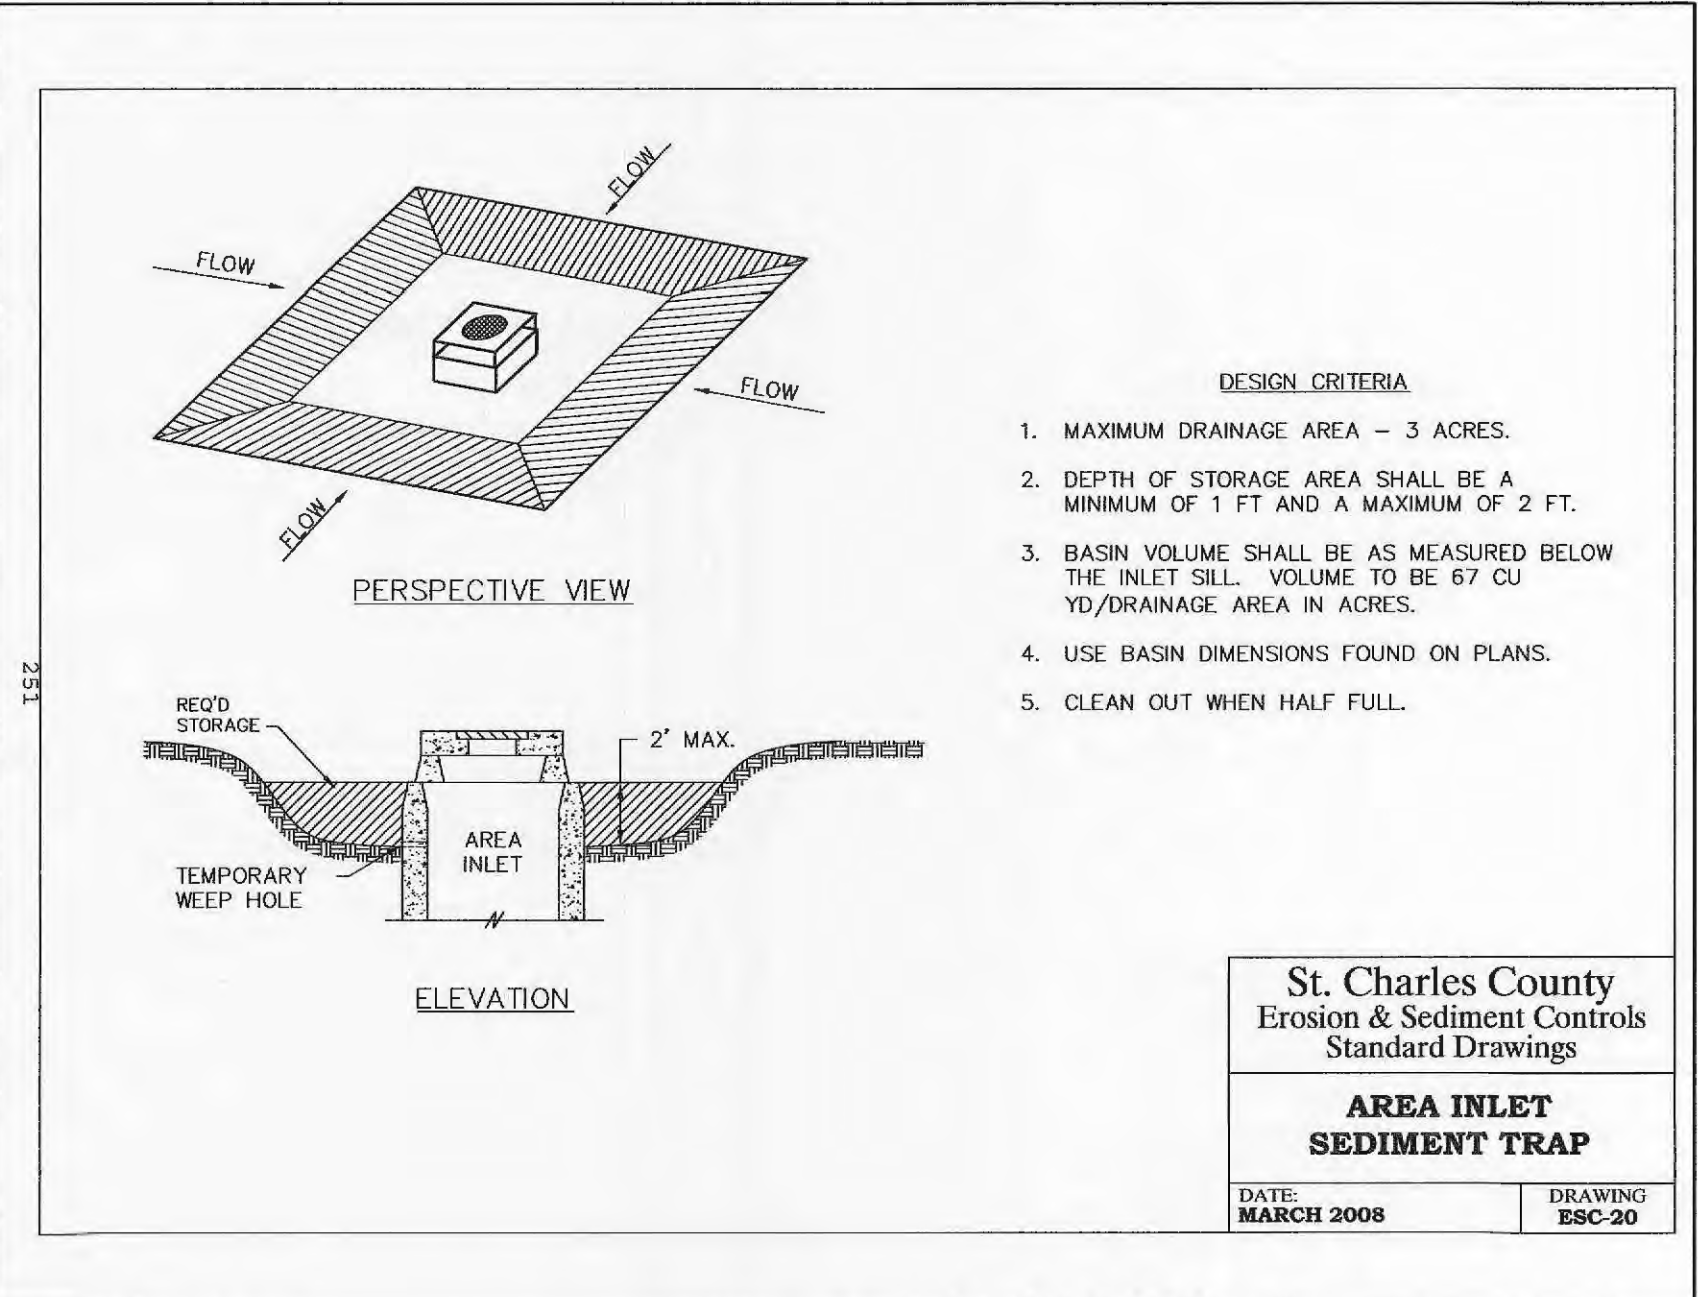 FLOW
FLOW
FLOW
FLOW
PERSPECTIVE VIEW
251
REQ'D
STORAGE
2' MAX.
AREA
INLET
TEMPORARY
WEEP HOLE
ELEVATION
DESIGN CRITERIA
1. MAXIMUM DRAINAGE AREA – 3 ACRES.
2. DEPTH OF STORAGE AREA SHALL BE A
MINIMUM OF 1 FT AND A MAXIMUM OF 2 FT.
3. BASIN VOLUME SHALL BE AS MEASURED BELOW
THE INLET SILL. VOLUME TO BE 67 CU
YD/DRAINAGE AREA IN ACRES.
4. USE BASIN DIMENSIONS FOUND ON PLANS.
5. CLEAN OUT WHEN HALF FULL.
St. Charles County
Erosion & Sediment Controls
Standard Drawings
AREA INLET
SEDIMENT TRAP
DATE:
MARCH 2008
DRAWING
ESC-20